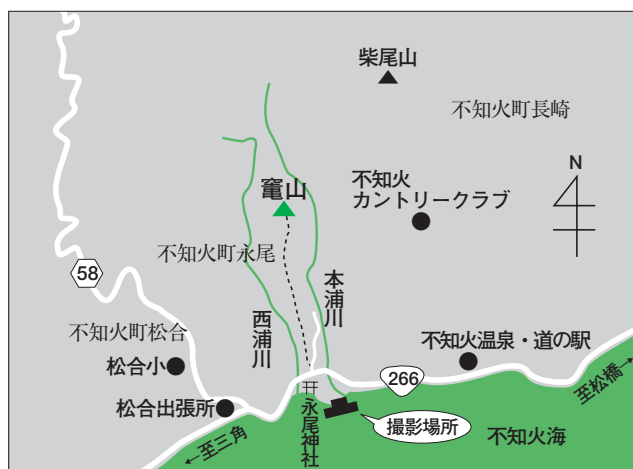 柴尾山
不知火町長崎
N
竈山
不知火
カントリークラブ
不知火町永尾
58
本浦川
西浦川
不知火町松合
松合小
不知火温泉・道の駅
266
至松橋→
松合出張所
永尾神社
撮影場所
不知火海
←至三角